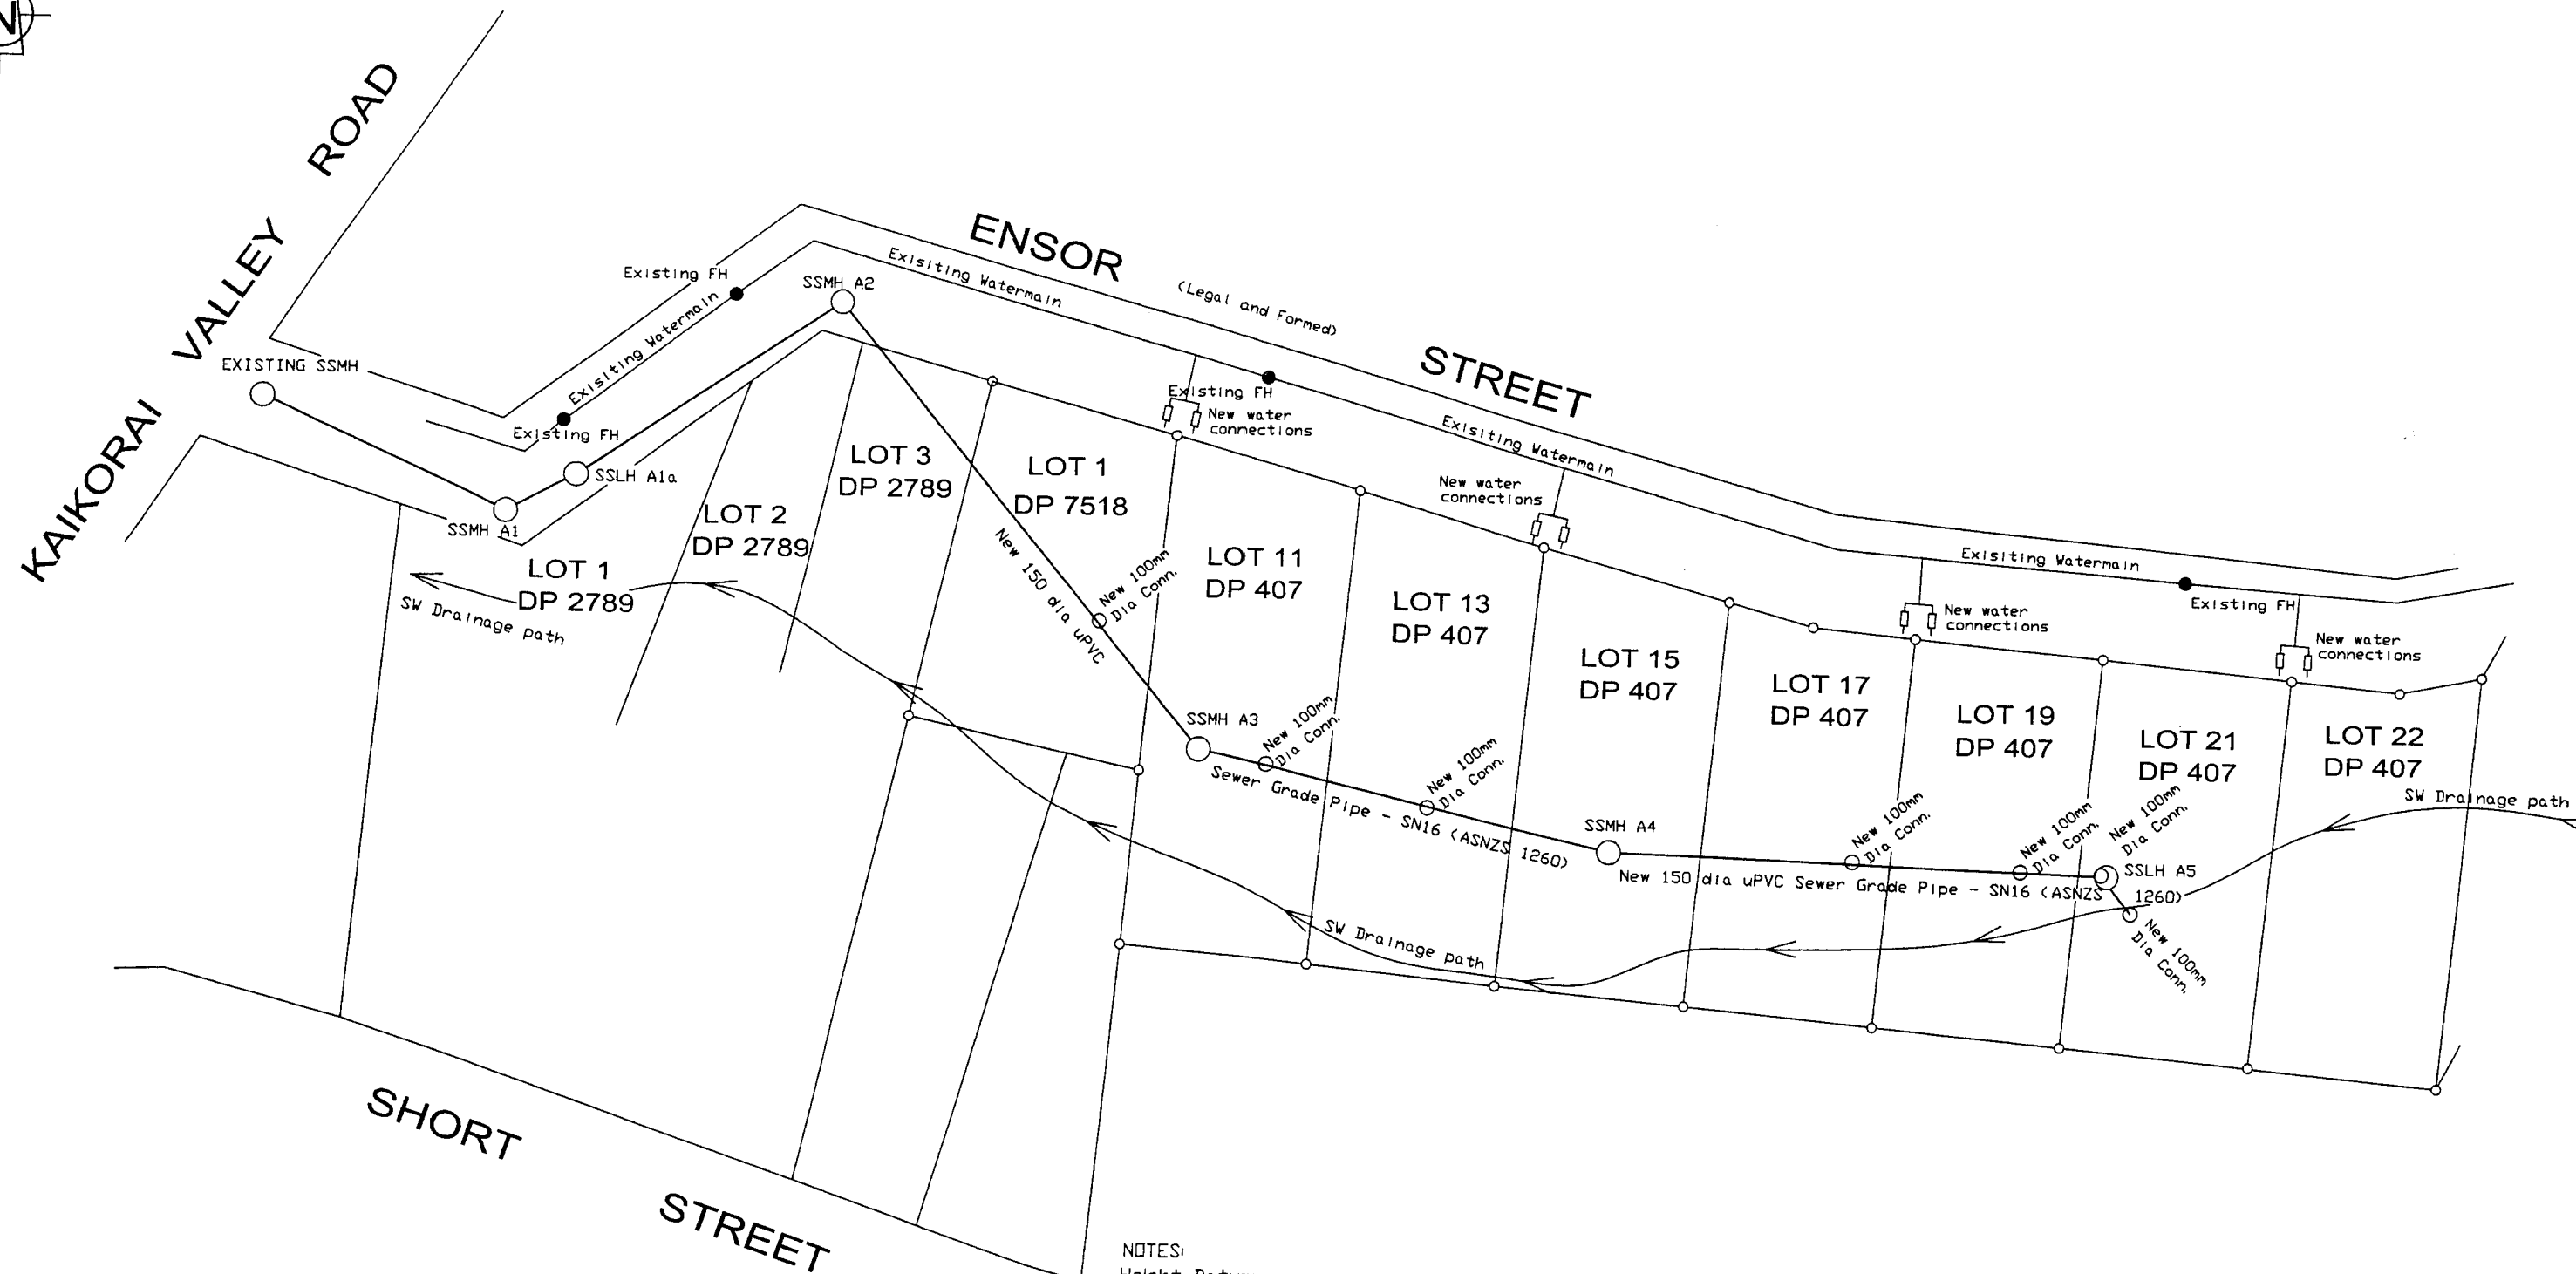 N
KAIKORAI VALLEY ROAD
ENSOR STREET
(Legal and Formed)
Existing FH
Exisiting Watermain
SSMH A2
Exisiting Watermain
EXISTING SSMH
Existing FH
SSLH A1a
SSMH A1
LOT 1
DP 2789
SW Drainage path
LOT 2
DP 2789
LOT 3
DP 2789
LOT 1
DP 7518
New 150 dia uPVC
New 100mm
Dia Conn.
Existing FH
New water
connections
LOT 11
DP 407
SSMH A3
New 100mm
Dia Conn.
Sewer Grade Pipe - SN16 (ASNZS 1260)
Exisiting Watermain
New water
connections
LOT 13
DP 407
New 100mm
Dia Conn.
LOT 15
DP 407
SSMH A4
New 150 dia uPVC Sewer Grade Pipe - SN16 (ASNZS 1260)
SW Drainage path
LOT 17
DP 407
New 100mm
Dia Conn.
Exisiting Watermain
New water
connections
LOT 19
DP 407
New 100mm
Dia Conn.
Existing FH
LOT 21
DP 407
New 100mm
Dia Conn.
SSLH A5
New 100mm
Dia Conn.
New water
connections
LOT 22
DP 407
SW Drainage path
SHORT STREET
NOTES: